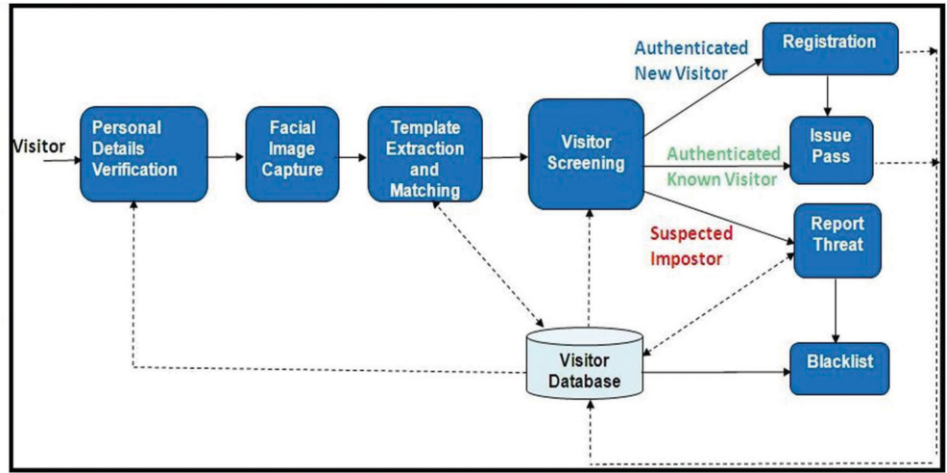 Visitor
Personal
Details
Verification
Facial
Image
Capture
Template
Extraction
and
Matching
Visitor
Screening
Authenticated
New Visitor
Registration
Authenticated
Known Visitor
Issue
Pass
Suspected
Impostor
Report
Threat
Visitor
Database
Blacklist